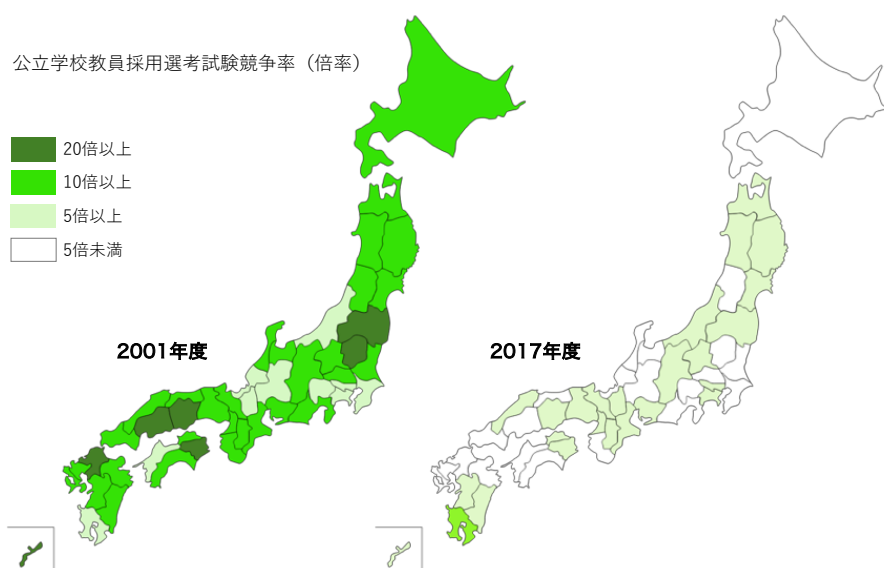 公立学校教員採用選考試験競争率（倍率）
20倍以上
10倍以上
5倍以上
5倍未満
2001年度
2017年度